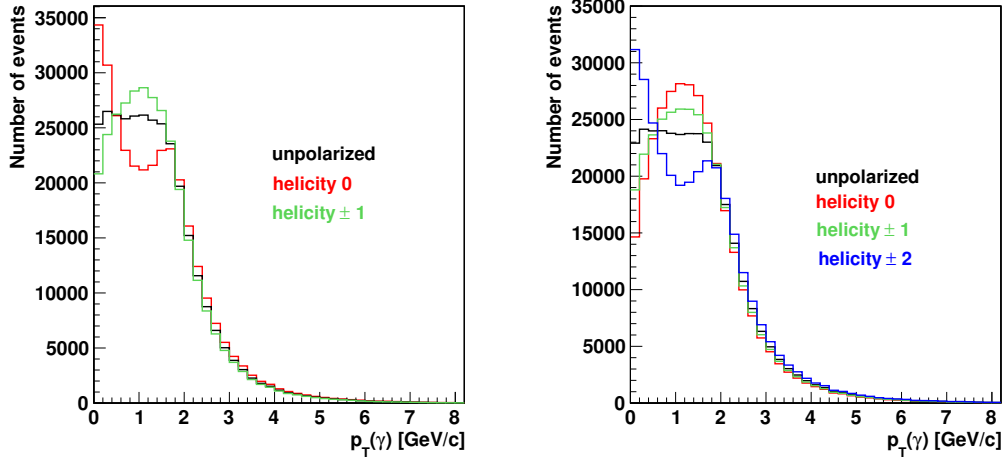 Number of events
35000
30000
25000
20000
15000
10000
5000
0
unpolarized
helicity 0
helicity ± 1
0 1 2 3 4 5 6 7 8
p_T(γ) [GeV/c]
Number of events
35000
30000
25000
20000
15000
10000
5000
0
unpolarized
helicity 0
helicity ± 1
helicity ± 2
0 1 2 3 4 5 6 7 8
p_T(γ) [GeV/c]